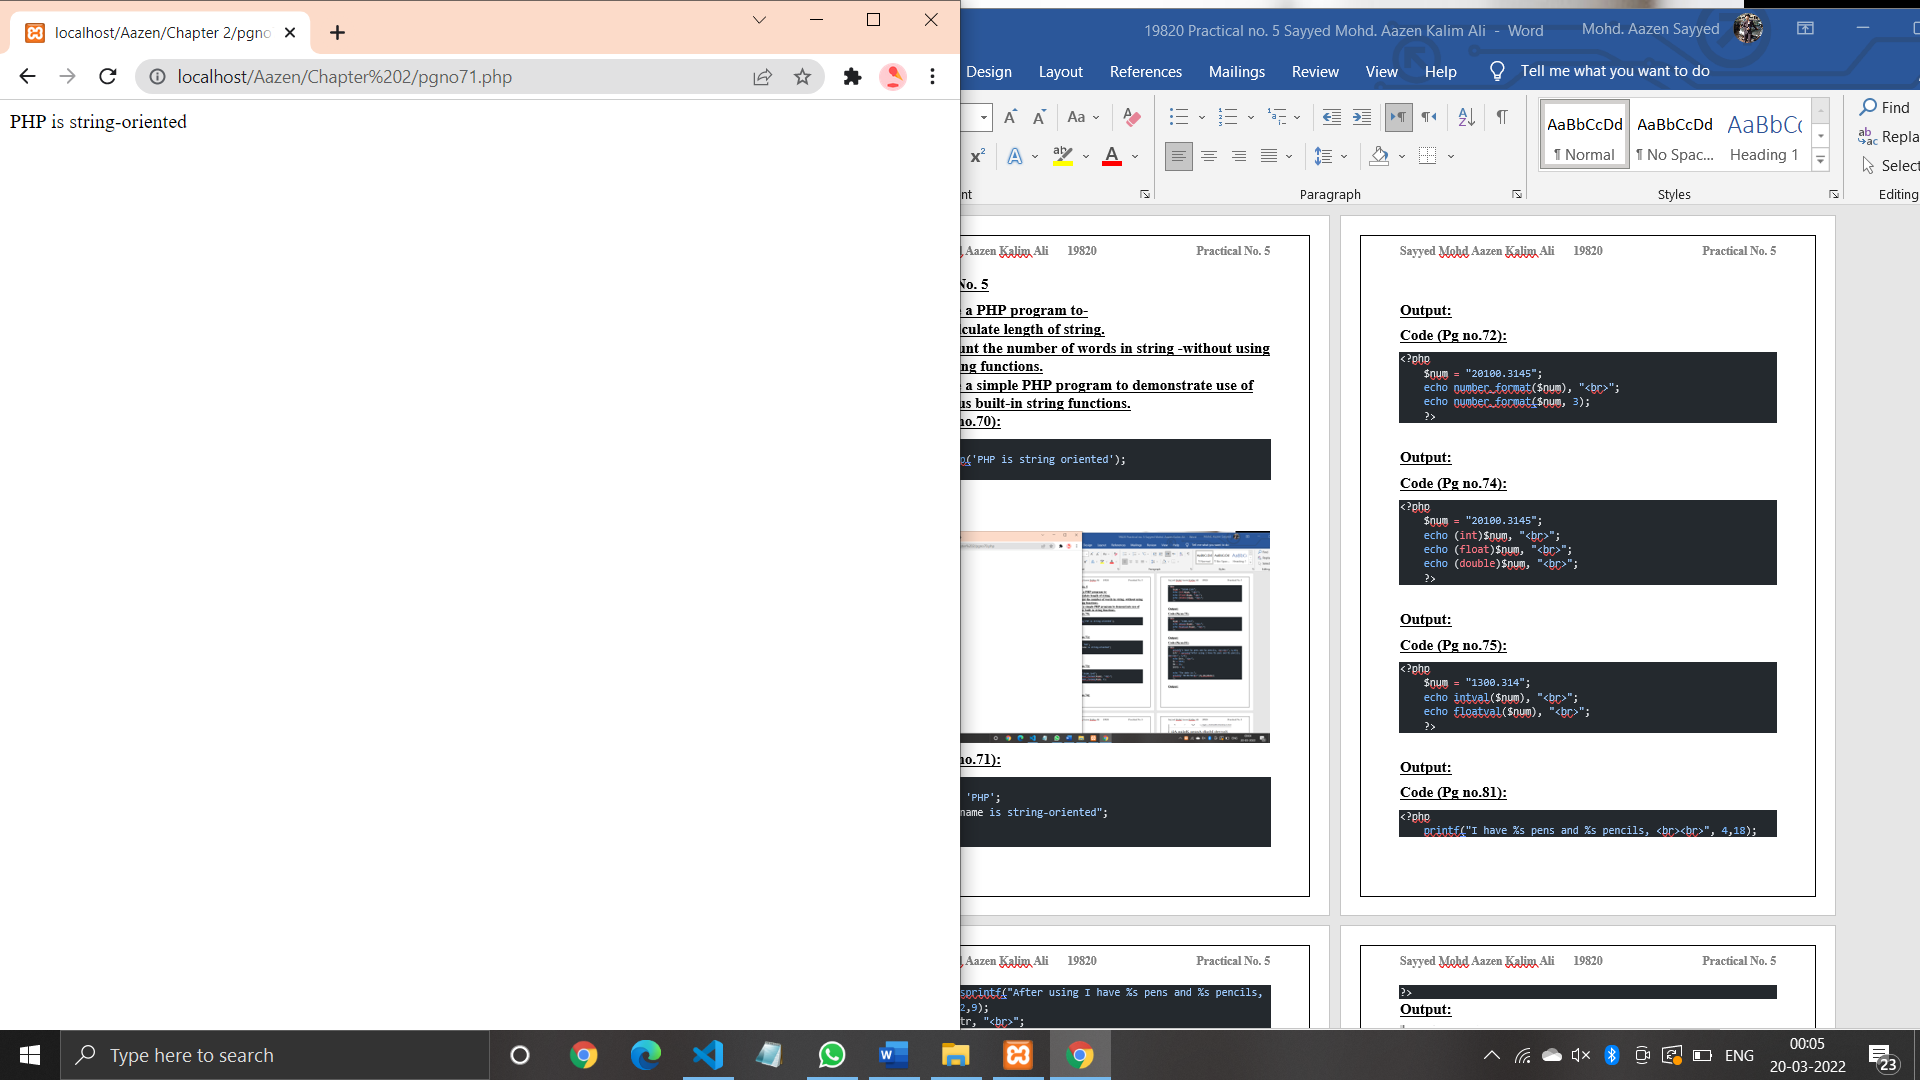 localhost/Aazen/Chapter 2/pgno
localhost/Aazen/Chapter%202/pgno71.php
PHP is string-oriented
19820 Practical no. 5 Sayyed Mohd. Aazen Kalim Ali - Word
Mohd. Aazen Sayyed
Design Layout References Mailings Review View Help Tell me what you want to do
AaBbCcDd AaBbCcDd AaBbCc
¶ Normal ¶ No Spac... Heading 1
Find
Repla
Select
nt Paragraph Styles Editing
Aazen Kalim Ali 19820 Practical No. 5
No. 5
a PHP program to-
culate length of string.
unt the number of words in string -without using
ng functions.
a simple PHP program to demonstrate use of
us built-in string functions.
no.70):
p('PHP is string oriented');
no.71):
'PHP';
name is string-oriented";
Sayyed Mohd Aazen Kalim Ali 19820 Practical No. 5
Output:
Code (Pg no.72):
<?php
$num = "20100.3145";
echo number_format($num), "<br>";
echo number_format($num, 3);
?>
Output:
Code (Pg no.74):
<?php
$num = "20100.3145";
echo (int)$num, "<br>";
echo (float)$num, "<br>";
echo (double)$num, "<br>";
?>
Output:
Code (Pg no.75):
<?php
$num = "1300.314";
echo intval($num), "<br>";
echo floatval($num), "<br>";
?>
Output:
Code (Pg no.81):
<?php
printf("I have %s pens and %s pencils, <br><br>", 4,18);
Aazen Kalim Ali 19820 Practical No. 5
sprintf("After using I have %s pens and %s pencils,
2,9);
tr, "<br>";
Sayyed Mohd Aazen Kalim Ali 19820 Practical No. 5
?>
Output:
Type here to search
ENG
00:05
20-03-2022
23